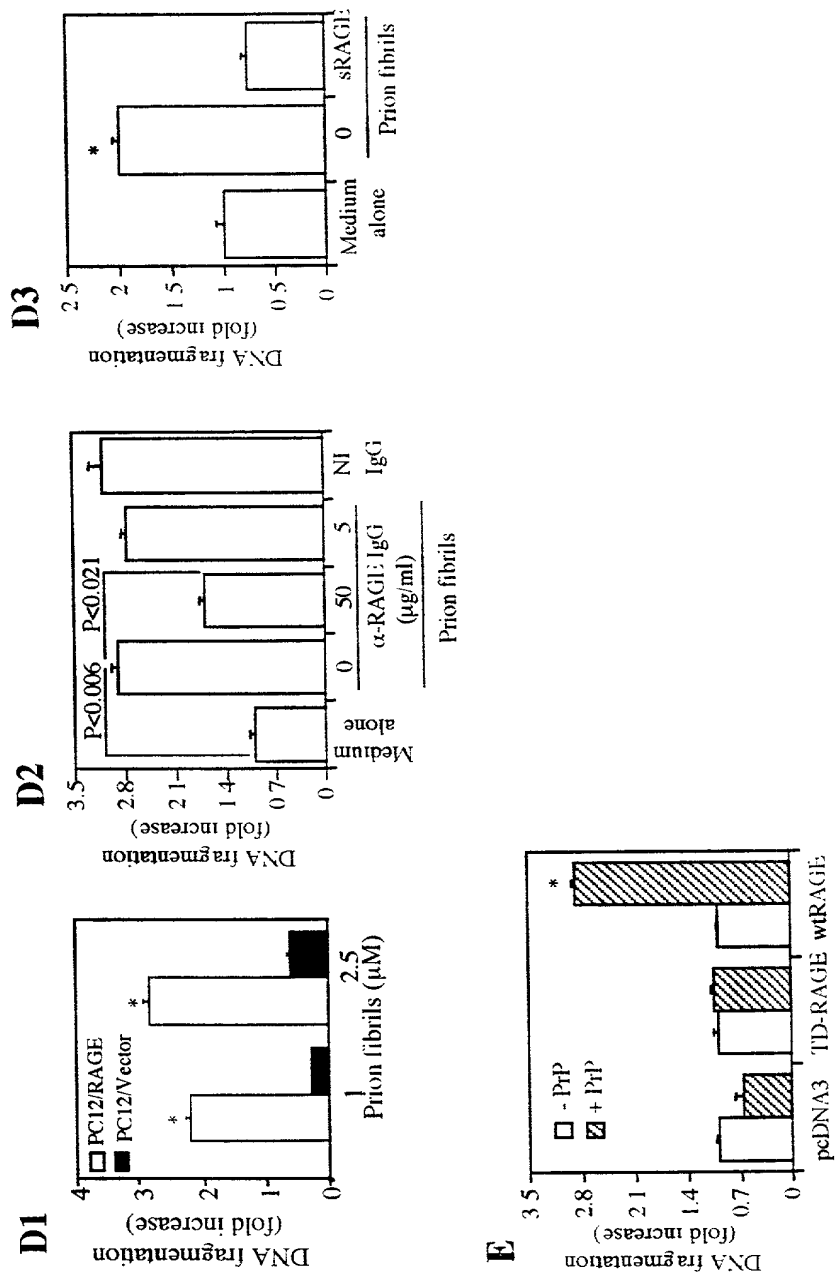 D1
DNA fragmentation
(fold increase)
4
3
2
1
0
PC12/RAGE
PC12/Vector
*
*
1
2.5
Prion fibrils (µM)
D2
DNA fragmentation
(fold increase)
3.5
2.8
2 1
1 4
0 7
0
P<0.006
P<0.021
Medium
alone
0
50
5
NI
IgG
α-RAGE IgG
(µg/ml)
Prion fibrils
D3
DNA fragmentation
(fold increase)
2 5
2
1 5
1
0 5
0
*
Medium
alone
0
sRAGE
Prion fibrils
E
DNA fragmentation
(fold increase)
3 5
2 8
2 1
1 4
0.7
0
- PrP
+ PrP
*
pcDNA3
TD-RAGE
wtRAGE